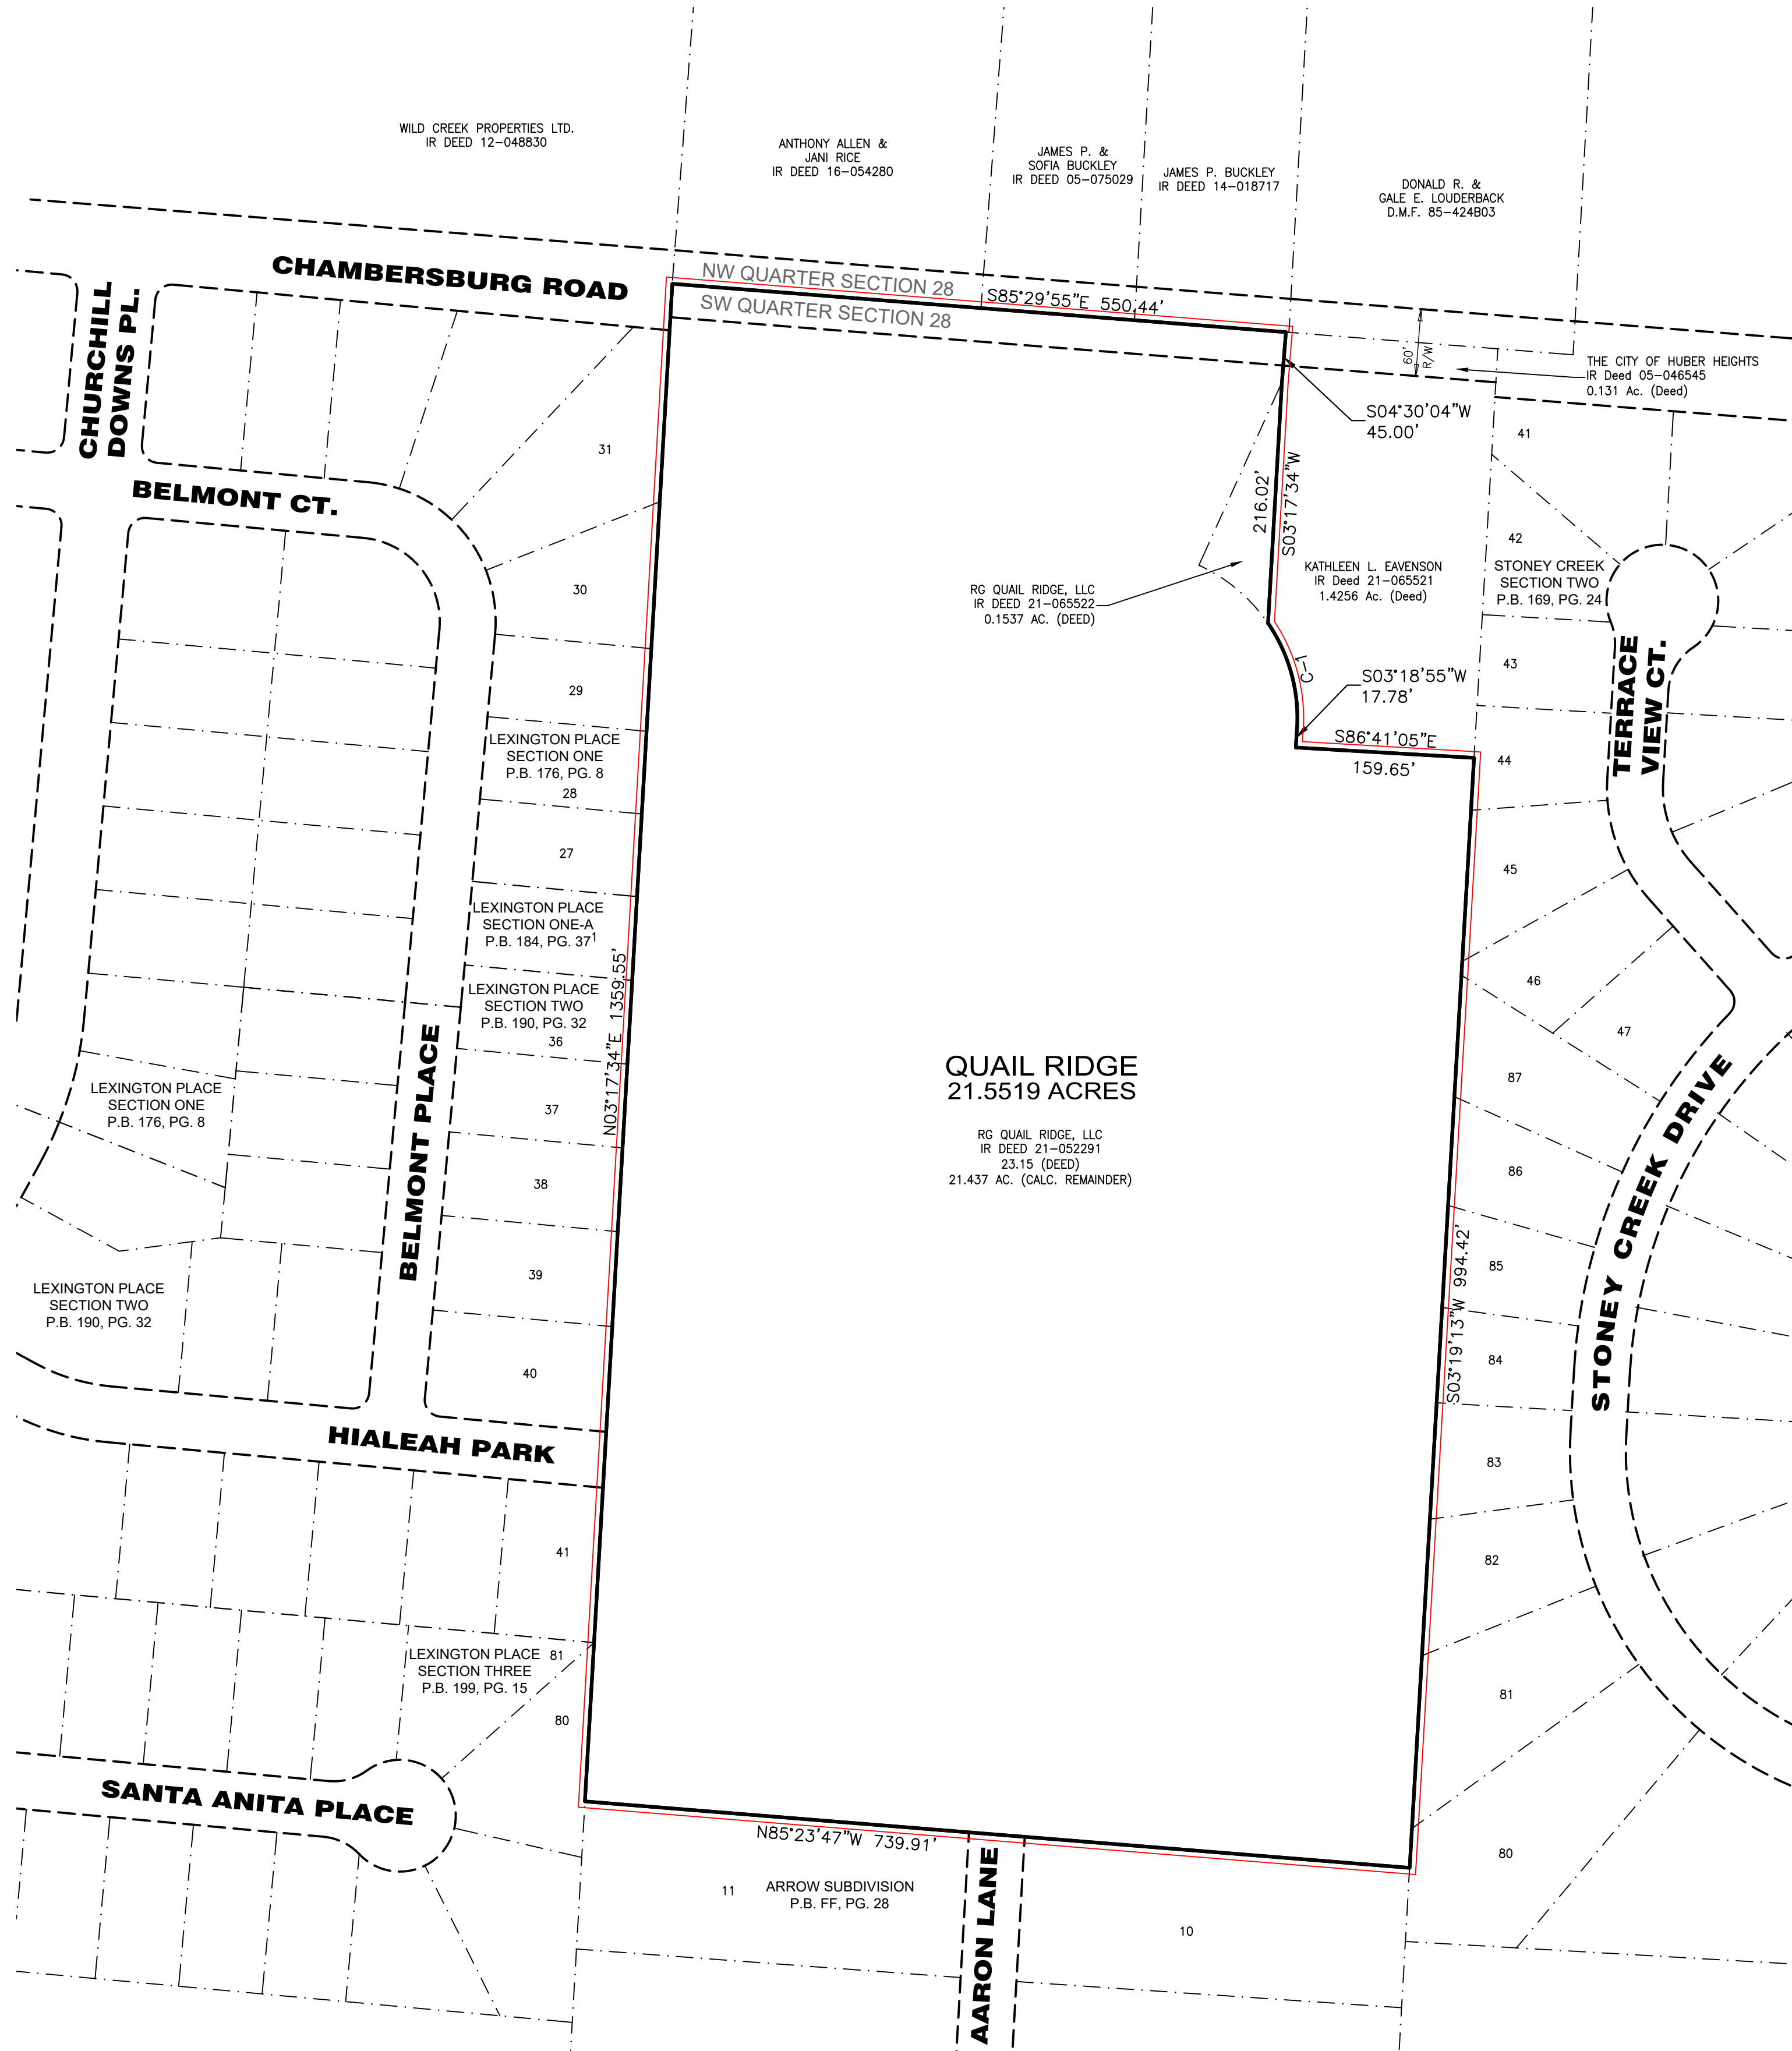 WILD CREEK PROPERTIES LTD.
IR DEED 12-048830
ANTHONY ALLEN &
JANI RICE
IR DEED 16-054280
JAMES P. &
SOFIA BUCKLEY
IR DEED 05-075029
JAMES P. BUCKLEY
IR DEED 14-018717
DONALD R. &
GALE E. LOUDERBACK
D.M.F. 85-424B03
CHAMBERSBURG ROAD
NW QUARTER SECTION 28
SW QUARTER SECTION 28
S85°29'55"E 550.44'
60'
R/W
THE CITY OF HUBER HEIGHTS
IR Deed 05-046545
0.131 Ac. (Deed)
CHURCHILL
DOWNS PL.
S04°30'04"W
45.00'
31
41
BELMONT CT.
216.02'
S03°17'34"W
42
KATHLEEN L. EAVENSON
IR Deed 21-065521
1.4256 Ac. (Deed)
STONEY CREEK
SECTION TWO
P.B. 169, PG. 24
30
RG QUAIL RIDGE, LLC
IR DEED 21-065522
0.1537 AC. (DEED)
TERRACE
VIEW CT.
43
C-1
S03°18'55"W
17.78'
29
LEXINGTON PLACE
SECTION ONE
P.B. 176, PG. 8
28
S86°41'05"E
159.65'
44
27
45
LEXINGTON PLACE
SECTION ONE-A
P.B. 184, PG. 37
1
LEXINGTON PLACE
SECTION TWO
P.B. 190, PG. 32
36
N03°17'34"E 1359.55'
46
47
QUAIL RIDGE
21.5519 ACRES
RG QUAIL RIDGE, LLC
IR DEED 21-052291
23.15 (DEED)
21.437 AC. (CALC. REMAINDER)
87
LEXINGTON PLACE
SECTION ONE
P.B. 176, PG. 8
37
BELMONT PLACE
38
86
STONEY CREEK DRIVE
39
85
LEXINGTON PLACE
SECTION TWO
P.B. 190, PG. 32
S03°19'13"W 994.42'
40
84
HIALEAH PARK
83
41
82
LEXINGTON PLACE
SECTION THREE
P.B. 199, PG. 15
81
80
81
SANTA ANITA PLACE
N85°23'47"W 739.91'
80
11
ARROW SUBDIVISION
P.B. FF, PG. 28
AARON LANE
10